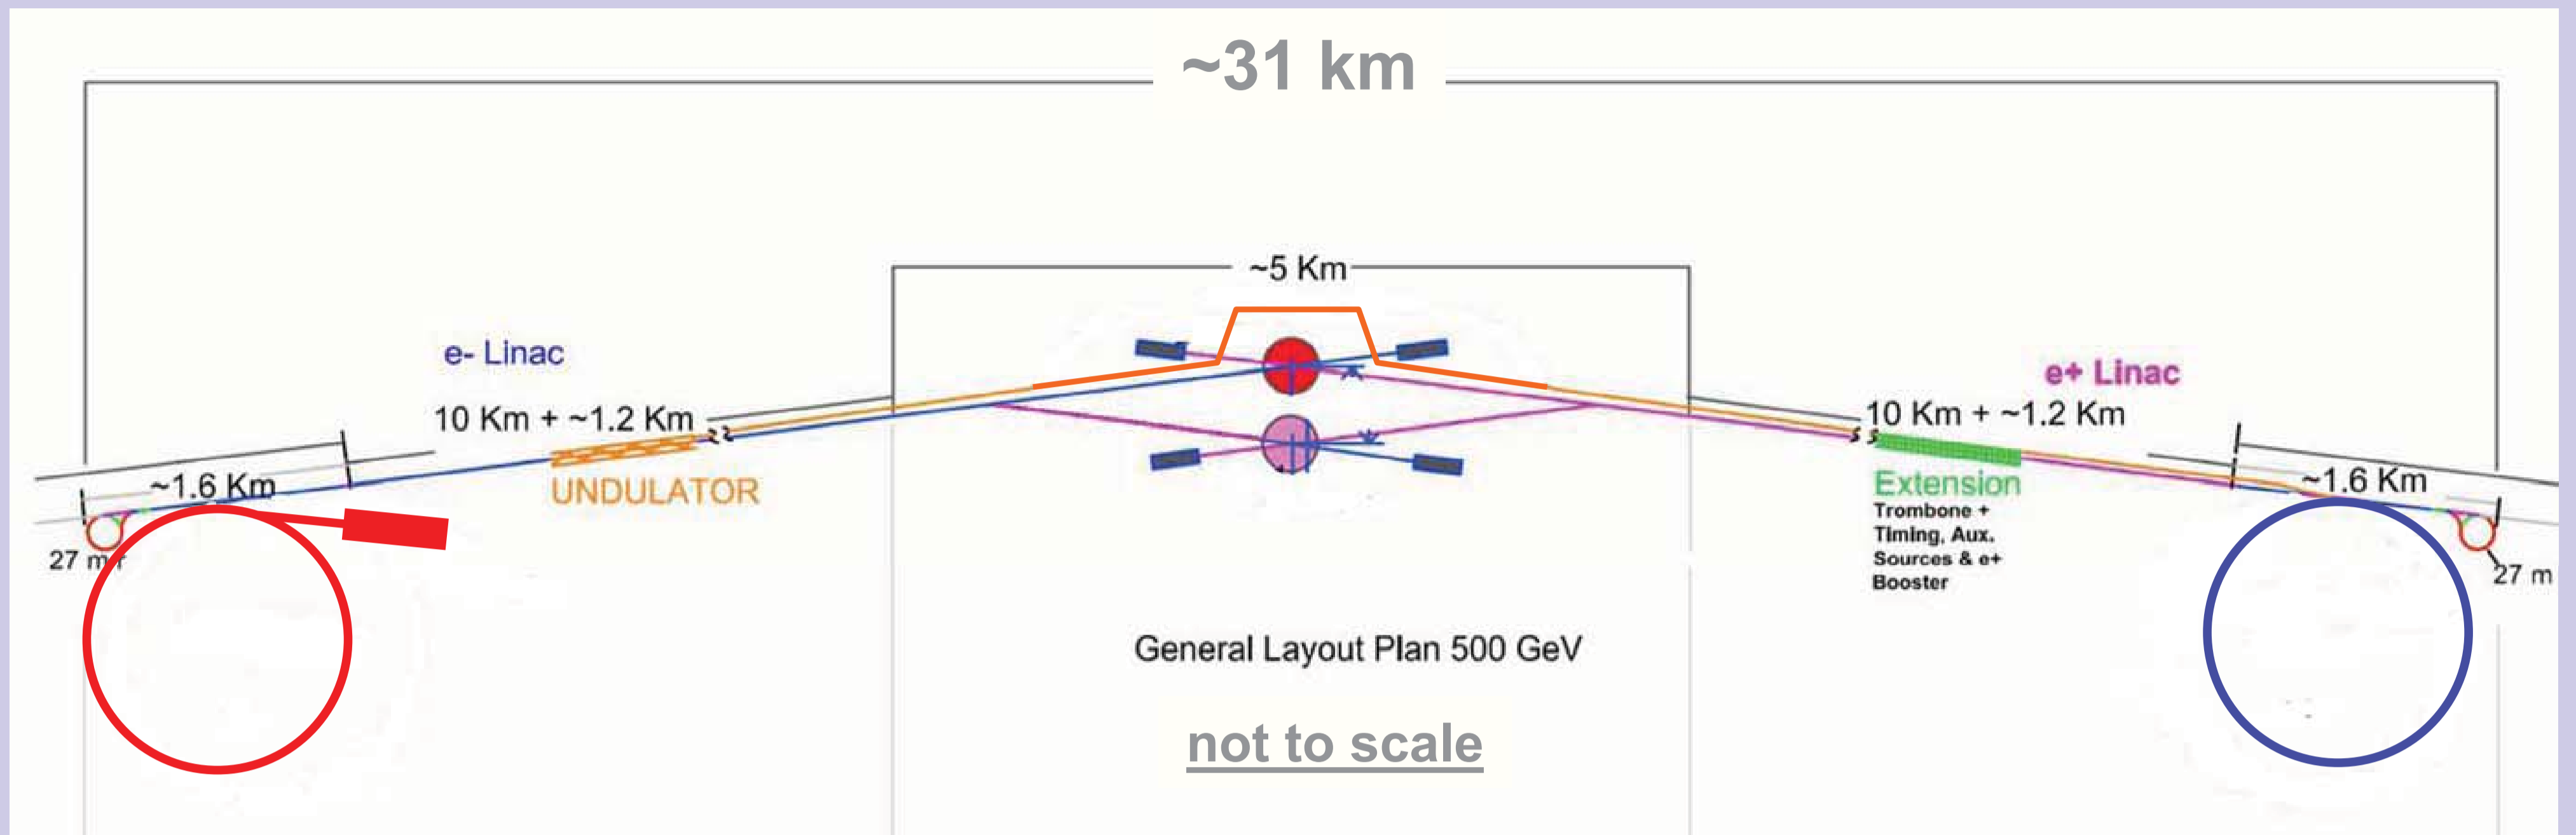 ~31 km
~5 Km
e- Linac
10 Km + ~1.2 Km
~1.6 Km
UNDULATOR
27 m r
e+ Linac
10 Km + ~1.2 Km
~1.6 Km
Extension
Trombone +
Timing, Aux.
Sources & e+
Booster
27 m
General Layout Plan 500 GeV
not to scale